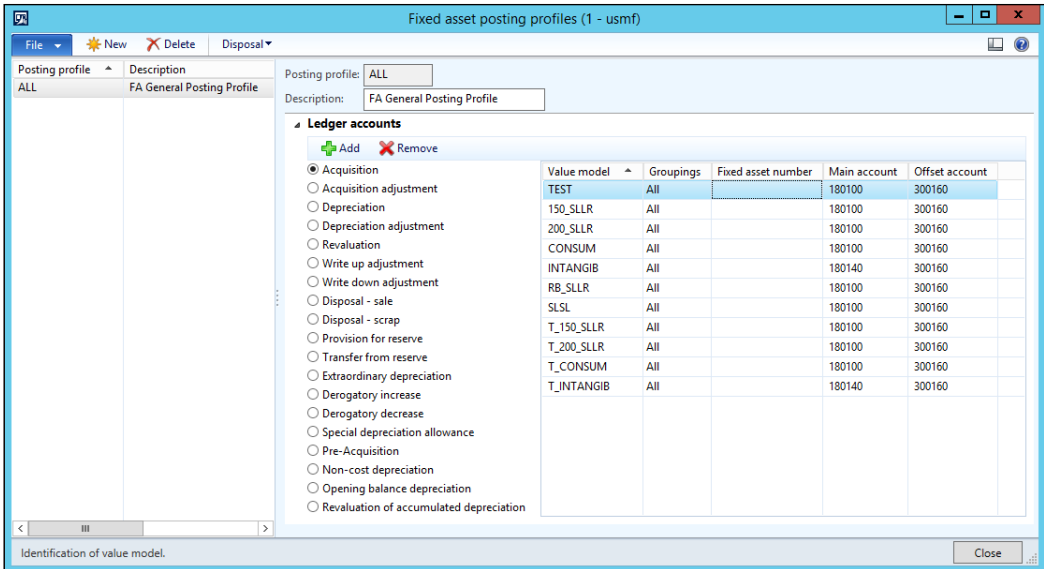 Fixed asset posting profiles (1 - usmf)
File New Delete Disposal
Posting profile Description
ALL FA General Posting Profile
Posting profile: ALL
Description: FA General Posting Profile
Ledger accounts
Add Remove
Acquisition
Acquisition adjustment
Depreciation
Depreciation adjustment
Revaluation
Write up adjustment
Write down adjustment
Disposal - sale
Disposal - scrap
Provision for reserve
Transfer from reserve
Extraordinary depreciation
Derogatory increase
Derogatory decrease
Special depreciation allowance
Pre-Acquisition
Non-cost depreciation
Opening balance depreciation
Revaluation of accumulated depreciation
Value model Groupings Fixed asset number Main account Offset account
TEST All 180100 300160
150_SLLR All 180100 300160
200_SLLR All 180100 300160
CONSUM All 180100 300160
INTANGIB All 180140 300160
RB_SLLR All 180100 300160
SLSL All 180100 300160
T_150_SLLR All 180100 300160
T_200_SLLR All 180100 300160
T_CONSUM All 180100 300160
T_INTANGIB All 180140 300160
Identification of value model.
Close